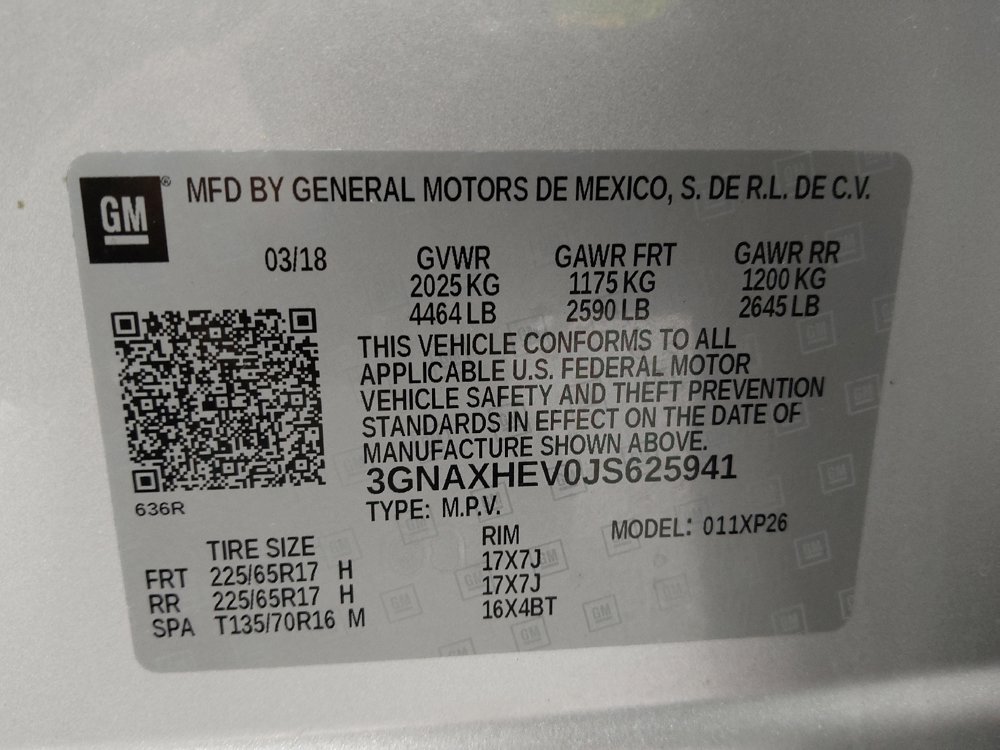 GM® MFD BY GENERAL MOTORS DE MEXICO, S. DE R.L. DE C.V.
03/18 GVWR GAWR FRT GAWR RR
2025 KG 1175 KG 1200 KG
4464 LB 2590 LB 2645 LB
THIS VEHICLE CONFORMS TO ALL
APPLICABLE U.S. FEDERAL MOTOR
VEHICLE SAFETY AND THEFT PREVENTION
STANDARDS IN EFFECT ON THE DATE OF
MANUFACTURE SHOWN ABOVE.
3GNAXHEV0JS625941
636R
TYPE: M.P.V. MODEL: 011XP26
TIRE SIZE RIM
FRT 225/65R17 H 17X7J
RR 225/65R17 H 17X7J
SPA T135/70R16 M 16X4BT